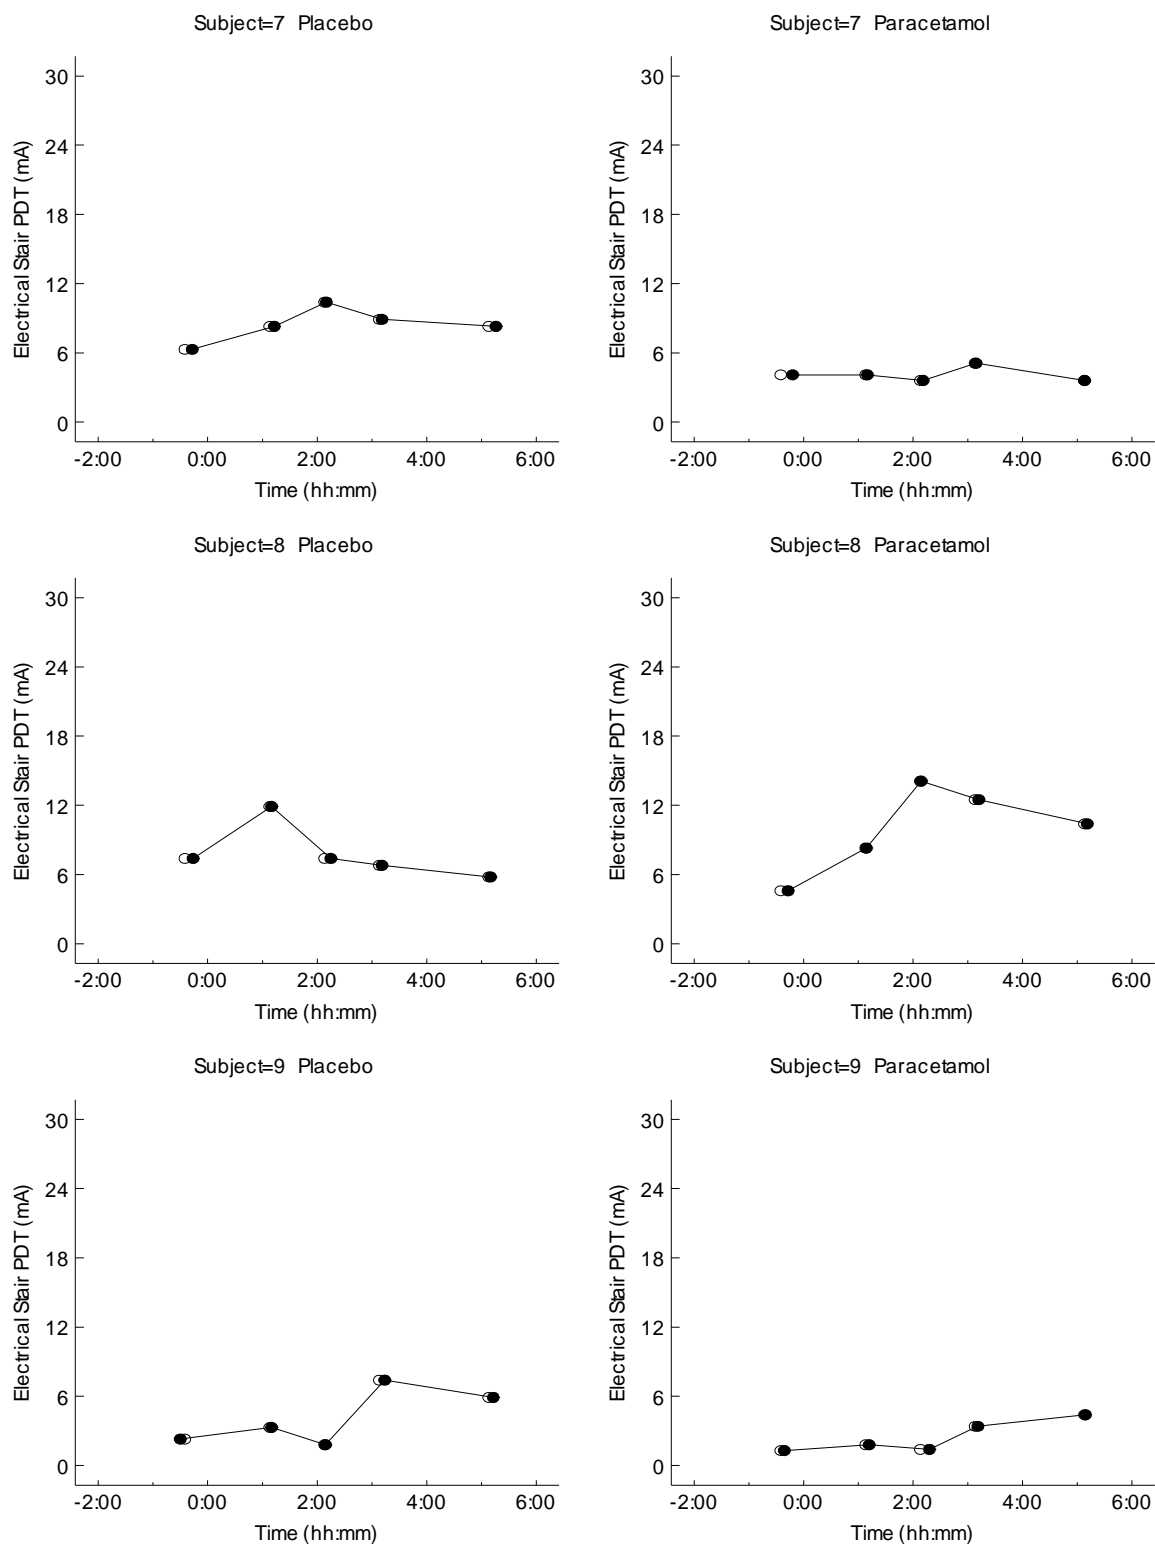 Subject=7 Placebo
30
24
18
12
6
0
Electrical Stair PDT (mA)
-2:00 0:00 2:00 4:00 6:00
Time (hh:mm)
Subject=7 Paracetamol
30
24
18
12
6
0
Electrical Stair PDT (mA)
-2:00 0:00 2:00 4:00 6:00
Time (hh:mm)
Subject=8 Placebo
30
24
18
12
6
0
Electrical Stair PDT (mA)
-2:00 0:00 2:00 4:00 6:00
Time (hh:mm)
Subject=8 Paracetamol
30
24
18
12
6
0
Electrical Stair PDT (mA)
-2:00 0:00 2:00 4:00 6:00
Time (hh:mm)
Subject=9 Placebo
30
24
18
12
6
0
Electrical Stair PDT (mA)
-2:00 0:00 2:00 4:00 6:00
Time (hh:mm)
Subject=9 Paracetamol
30
24
18
12
6
0
Electrical Stair PDT (mA)
-2:00 0:00 2:00 4:00 6:00
Time (hh:mm)